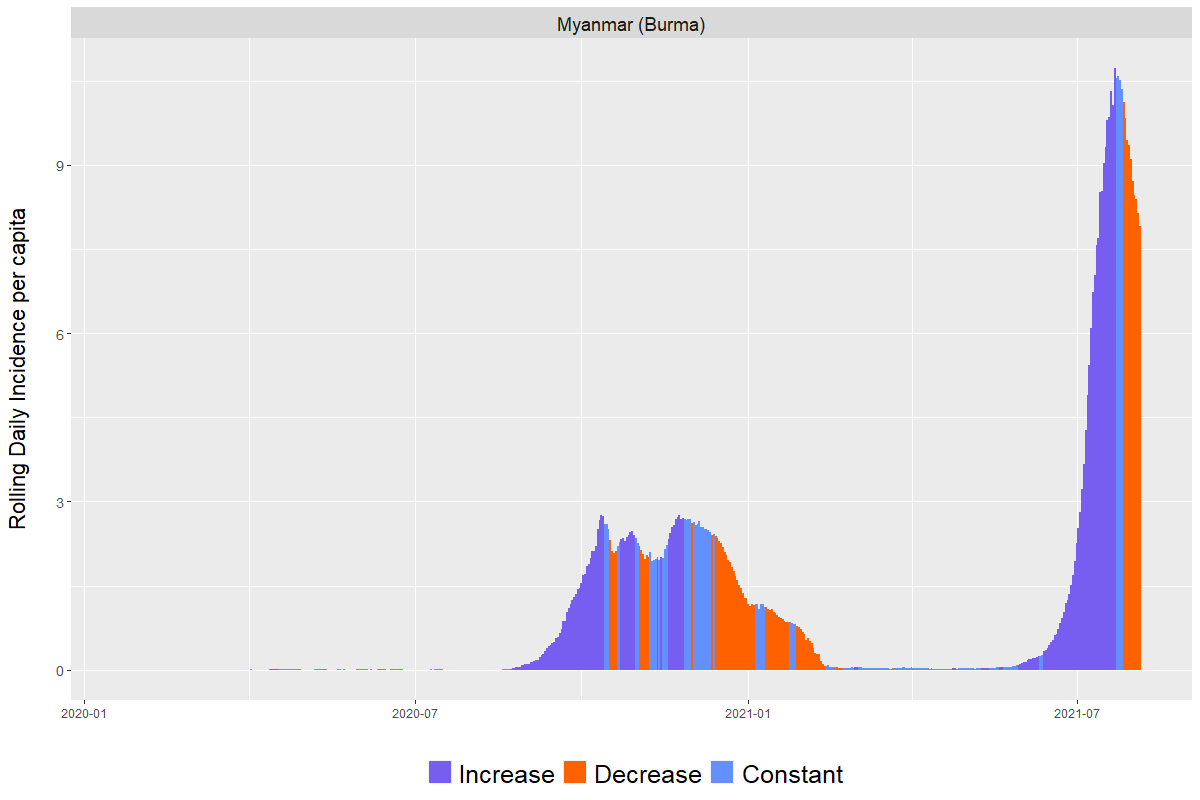 Myanmar (Burma)
Rolling Daily Incidence per capita
9
6
3
0
2020-01 2020-07 2021-01 2021-07
Increase Decrease Constant